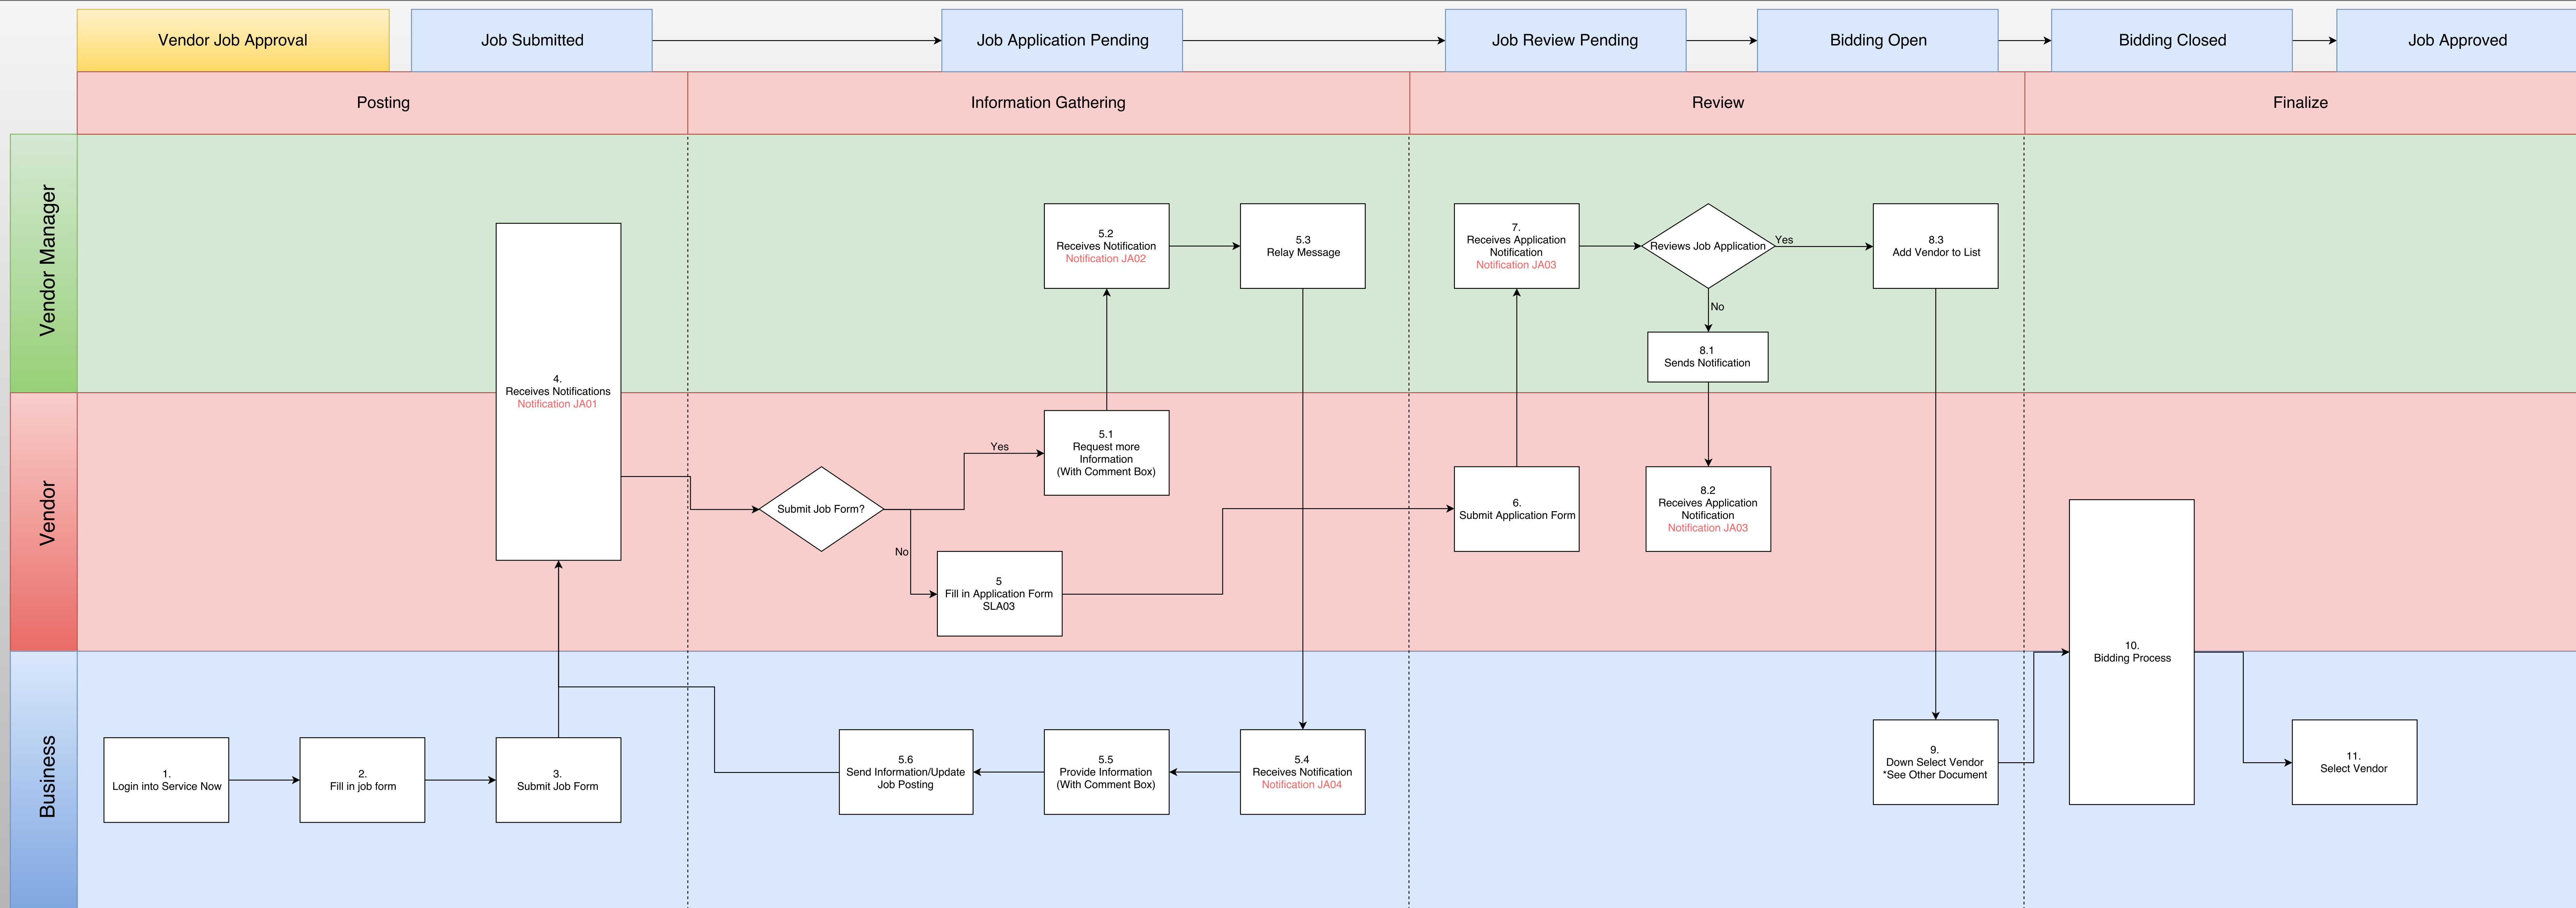 Vendor Job Approval
Job Submitted
Job Application Pending
Job Review Pending
Bidding Open
Bidding Closed
Job Approved
Posting
Information Gathering
Review
Finalize
Vendor Manager
4.
Receives Notifications
Notification JA01
5.2
Receives Notification
Notification JA02
5.3
Relay Message
7.
Receives Application
Notification
Notification JA03
Reviews Job Application
Yes
No
8.1
Sends Notification
8.3
Add Vendor to List
Vendor
Submit Job Form?
Yes
No
5.1
Request more
Information
(With Comment Box)
5
Fill in Application Form
SLA03
6.
Submit Application Form
8.2
Receives Application
Notification
Notification JA03
10.
Bidding Process
Business
1.
Login into Service Now
2.
Fill in job form
3.
Submit Job Form
5.6
Send Information/Update
Job Posting
5.5
Provide Information
(With Comment Box)
5.4
Receives Notification
Notification JA04
9.
Down Select Vendor
*See Other Document
11.
Select Vendor